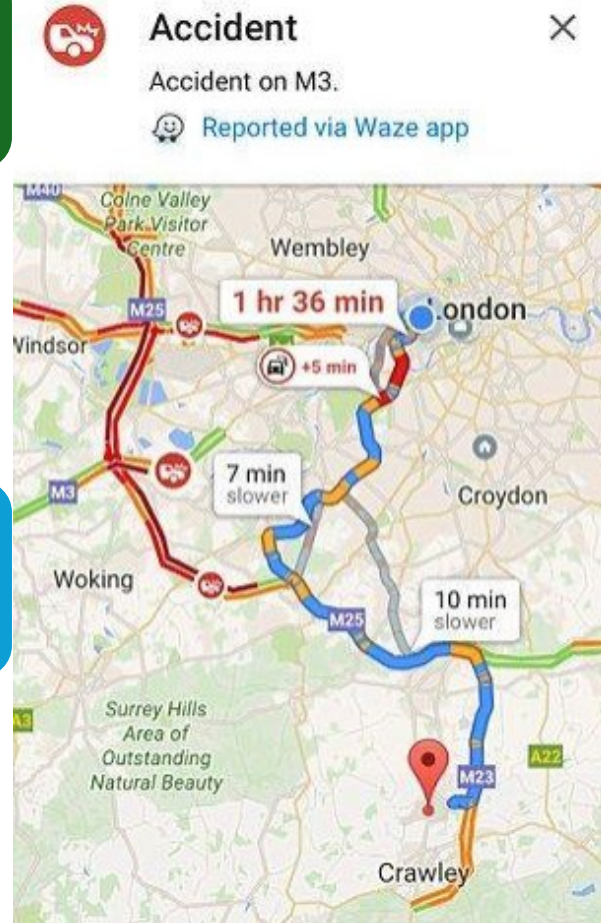 Accident
Accident on M3.
Reported via Waze app
M40
Colne Valley
Park Visitor
Centre
Wembley
1 hr 36 min
London
M25
Windsor
+5 min
7 min
slower
M3
Croydon
Woking
10 min
slower
M25
Surrey Hills
Area of
Outstanding
Natural Beauty
A3
A22
M23
Crawley